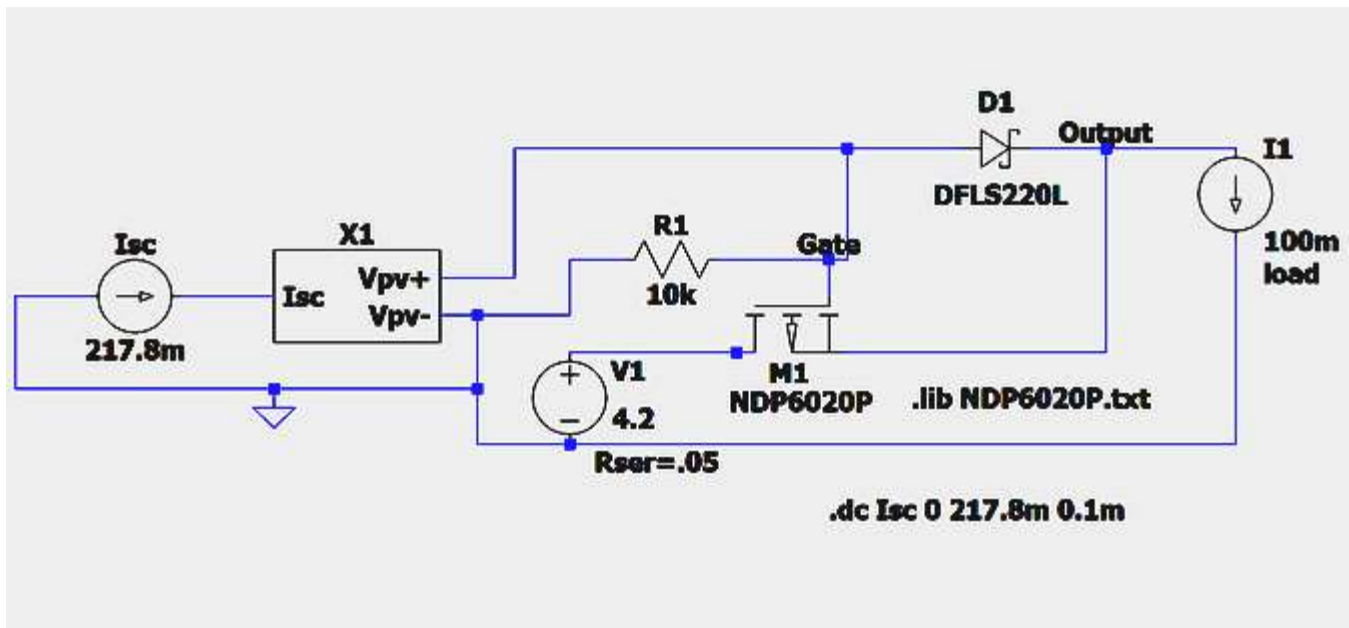 D1
Output
I1
DFLS220L
R1
Gate
100m
load
Isc
X1
Vpv+
Isc
10k
Vpv-
217.8m
V1
M1
4.2
NDP6020P
.lib NDP6020P.txt
Rser=.05
.dc Isc 0 217.8m 0.1m